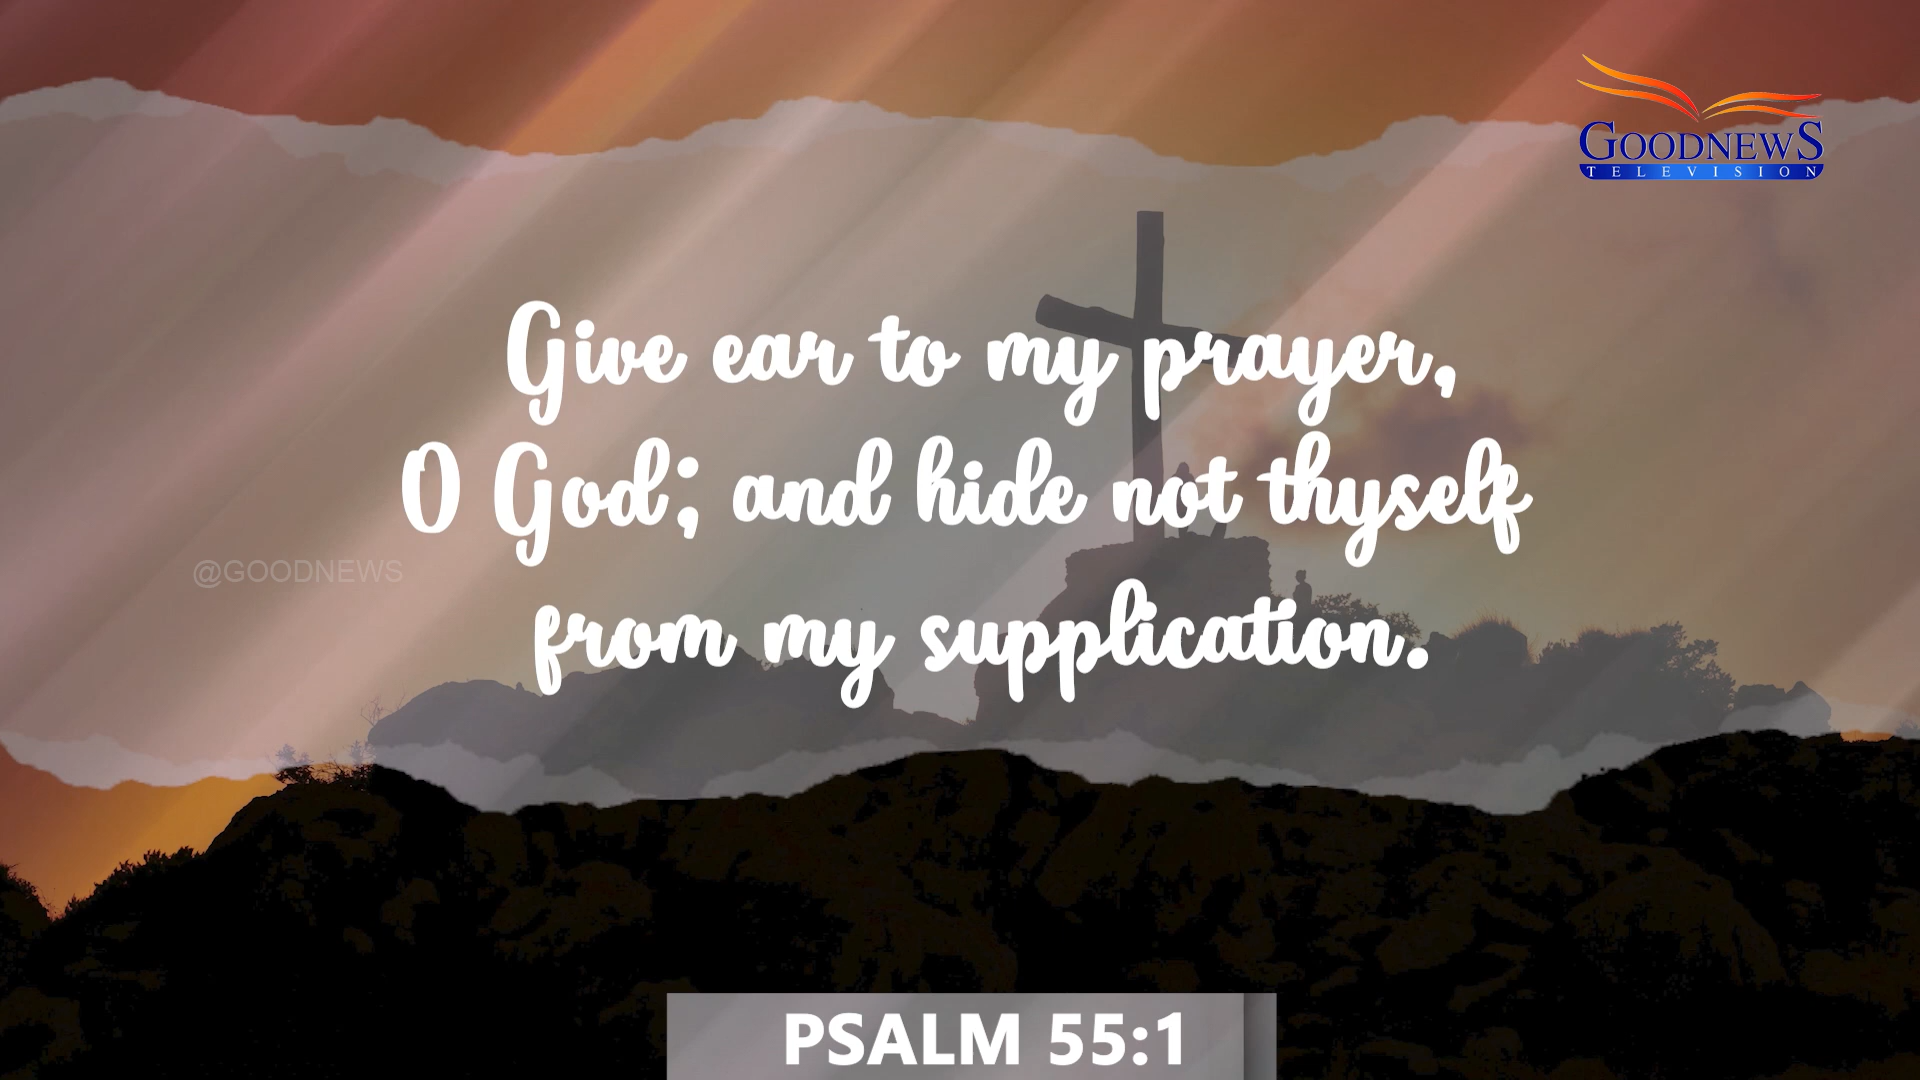 GOODNEWS
TELEVISION
Give ear to my prayer,
O God; and hide not thyself
from my supplication.
@GOODNEWS
PSALM 55:1